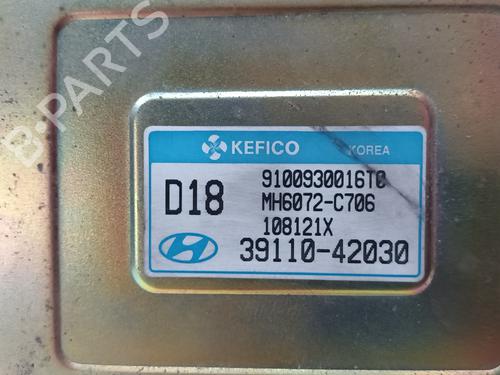 B-PARTS
KEFICO KOREA
D18
9100930016T0
MH6072-C706
108121X
39110-42030